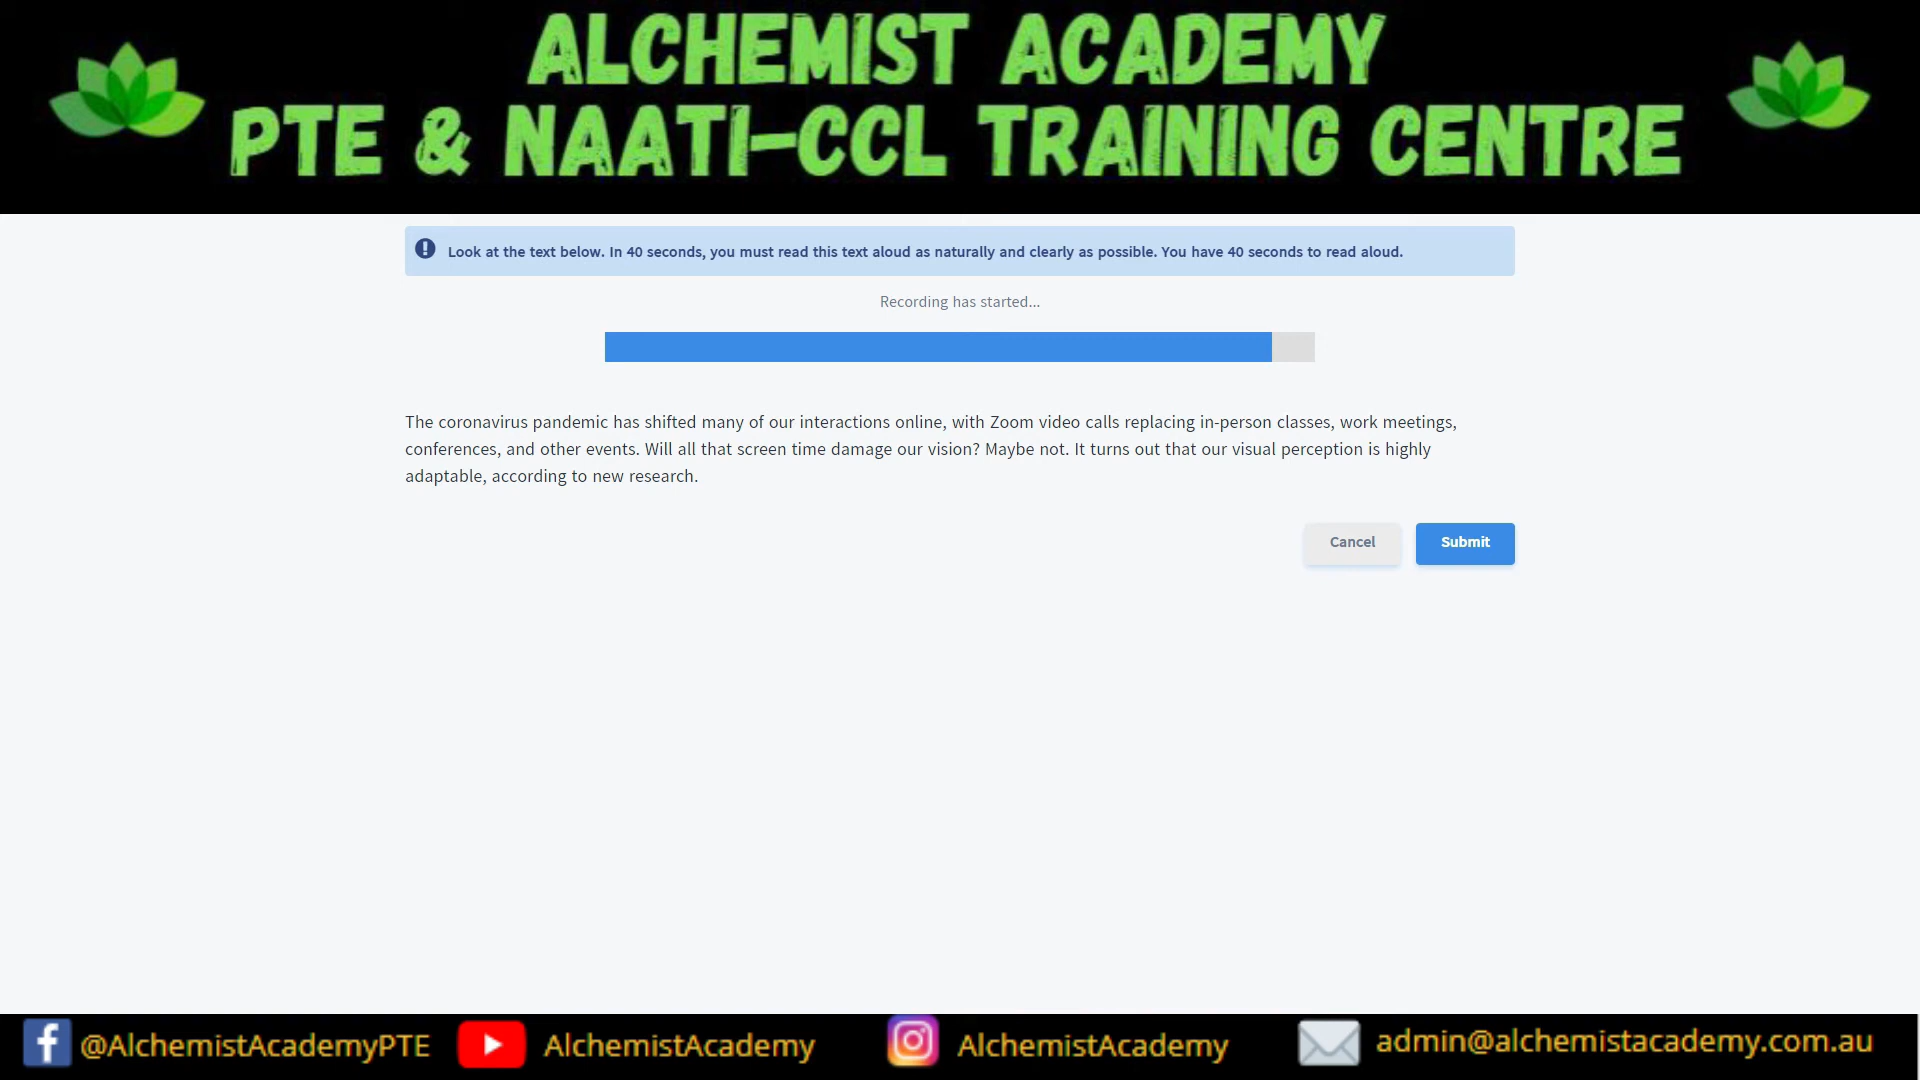 ALCHEMIST ACADEMY
PTE & NAATI-CCL TRAINING CENTRE
Look at the text below. In 40 seconds, you must read this text aloud as naturally and clearly as possible. You have 40 seconds to read aloud.
Recording has started...
The coronavirus pandemic has shifted many of our interactions online, with Zoom video calls replacing in-person classes, work meetings,
conferences, and other events. Will all that screen time damage our vision? Maybe not. It turns out that our visual perception is highly
adaptable, according to new research.
Cancel Submit
@AlchemistAcademyPTE AlchemistAcademy AlchemistAcademy admin@alchemistacademy.com.au